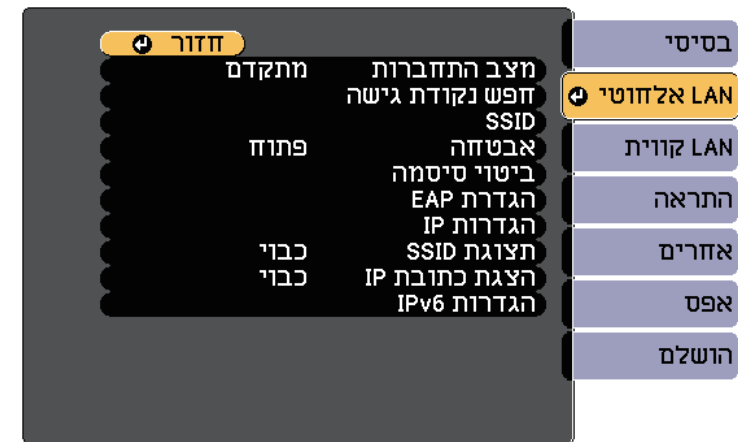 בסיסי
LAN אלחוטי
LAN קווית
התראה
אחרים
אפס
הושלם
חזור
מצב התחברות מתקדם
חפש נקודת גישה
SSID
אבטחה פתוח
ביטוי סיסמה
הגדרת EAP
הגדרות IP
תצוגת SSID כבוי
הצגת כתובת IP כבוי
הגדרות IPv6